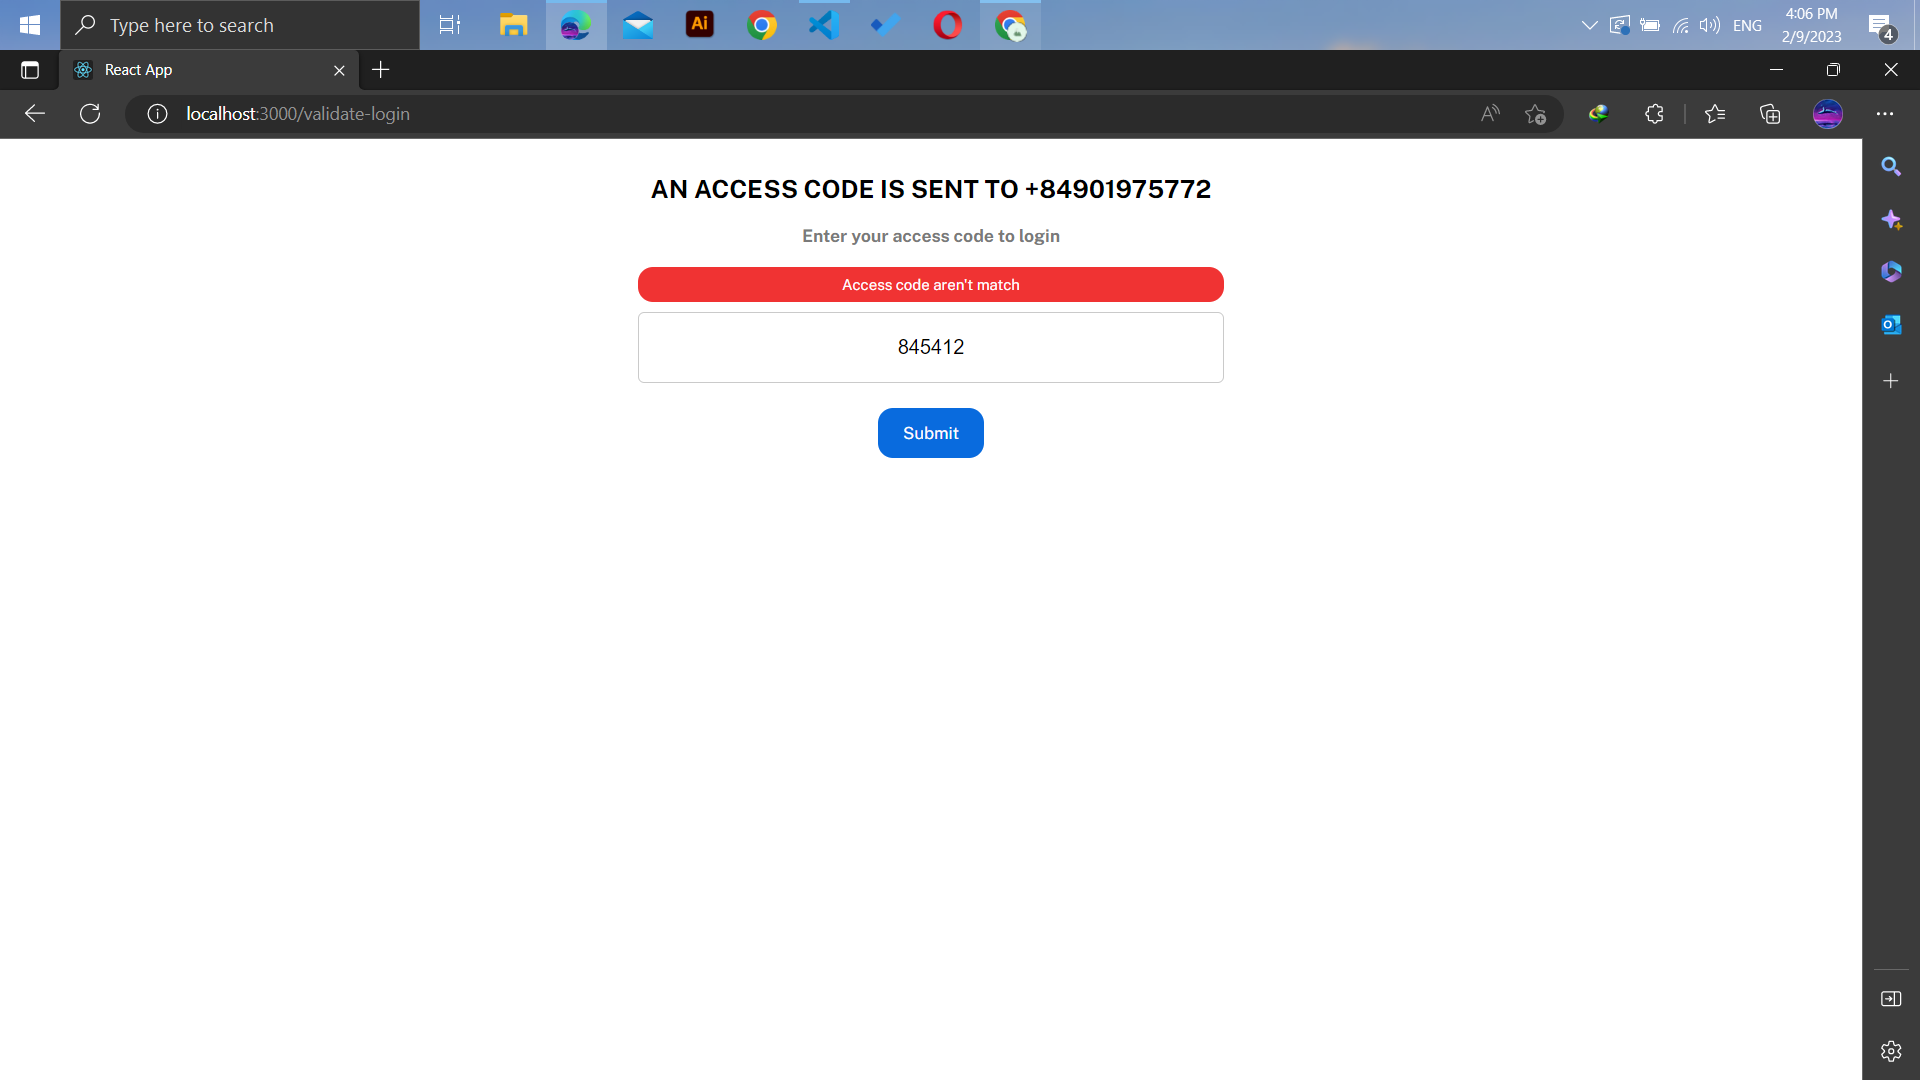 Type here to search
Ai
ENG
4:06 PM
2/9/2023
4
React App
localhost:3000/validate-login
AN ACCESS CODE IS SENT TO +84901975772
Enter your access code to login
Access code aren't match
845412
Submit